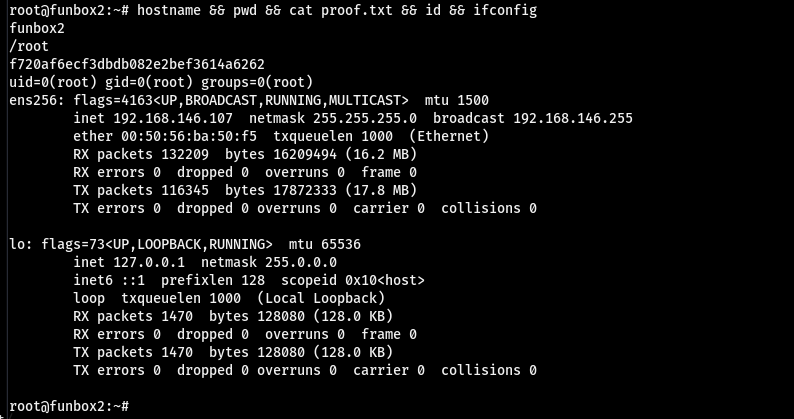 root@funbox2:~# hostname && pwd && cat proof.txt && id && ifconfig
funbox2
/root
f720af6ecf3dbdb082e2bef3614a6262
uid=0(root) gid=0(root) groups=0(root)
ens256: flags=4163<UP,BROADCAST,RUNNING,MULTICAST>  mtu 1500
        inet 192.168.146.107  netmask 255.255.255.0  broadcast 192.168.146.255
        ether 00:50:56:ba:50:f5  txqueuelen 1000  (Ethernet)
        RX packets 132209  bytes 16209494 (16.2 MB)
        RX errors 0  dropped 0  overruns 0  frame 0
        TX packets 116345  bytes 17872333 (17.8 MB)
        TX errors 0  dropped 0 overruns 0  carrier 0  collisions 0

lo: flags=73<UP,LOOPBACK,RUNNING>  mtu 65536
        inet 127.0.0.1  netmask 255.0.0.0
        inet6 ::1  prefixlen 128  scopeid 0x10<host>
        loop  txqueuelen 1000  (Local Loopback)
        RX packets 1470  bytes 128080 (128.0 KB)
        RX errors 0  dropped 0  overruns 0  frame 0
        TX packets 1470  bytes 128080 (128.0 KB)
        TX errors 0  dropped 0 overruns 0  carrier 0  collisions 0

root@funbox2:~#